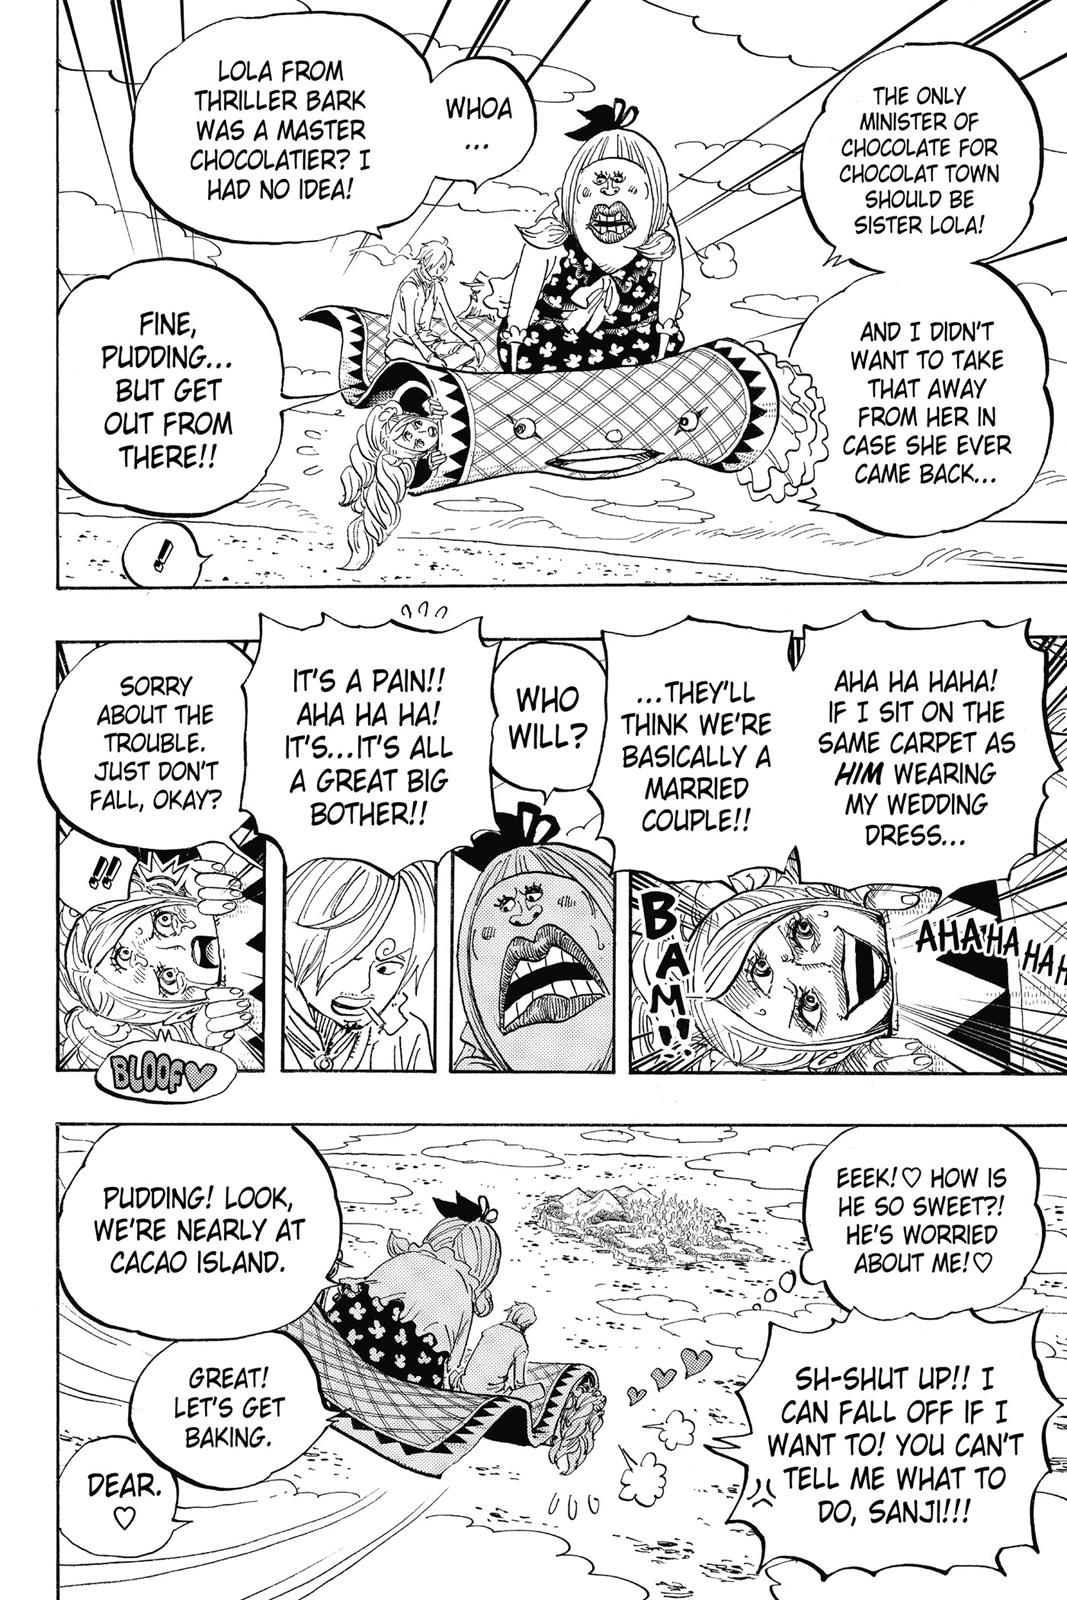 THE ONLY
MINISTER OF
CHOCOLATE FOR
CHOCOLAT TOWN
SHOULD BE
SISTER LOLA!
AND I DIDN'T
WANT TO TAKE
THAT AWAY
FROM HER IN
CASE SHE EVER
CAME BACK...
WHOA
...
LOLA FROM
THRILLER BARK
WAS A MASTER
CHOCOLATIER? I
HAD NO IDEA!
FINE,
PUDDING...
BUT GET
OUT FROM
THERE!!
!!
AHA HA HAHA!
IF I SIT ON THE
SAME CARPET AS
HIM WEARING
MY WEDDING
DRESS...
...THEY'LL
THINK WE'RE
BASICALLY A
MARRIED
COUPLE!!
AHAHAHAHAH
BAM!!
WHO
WILL?
IT'S A PAIN!!
AHA HA HA!
IT'S...IT'S ALL
A GREAT BIG
BOTHER!!
SORRY
ABOUT THE
TROUBLE.
JUST DON'T
FALL, OKAY?
!!
BLOOF♥
EEEK!♡ HOW IS
HE SO SWEET?!
HE'S WORRIED
ABOUT ME!♡
SH-SHUT UP!! I
CAN FALL OFF IF I
WANT TO! YOU CAN'T
TELL ME WHAT TO
DO, SANJI!!!
PUDDING! LOOK,
WE'RE NEARLY AT
CACAO ISLAND.
GREAT!
LET'S GET
BAKING.
DEAR.
♡